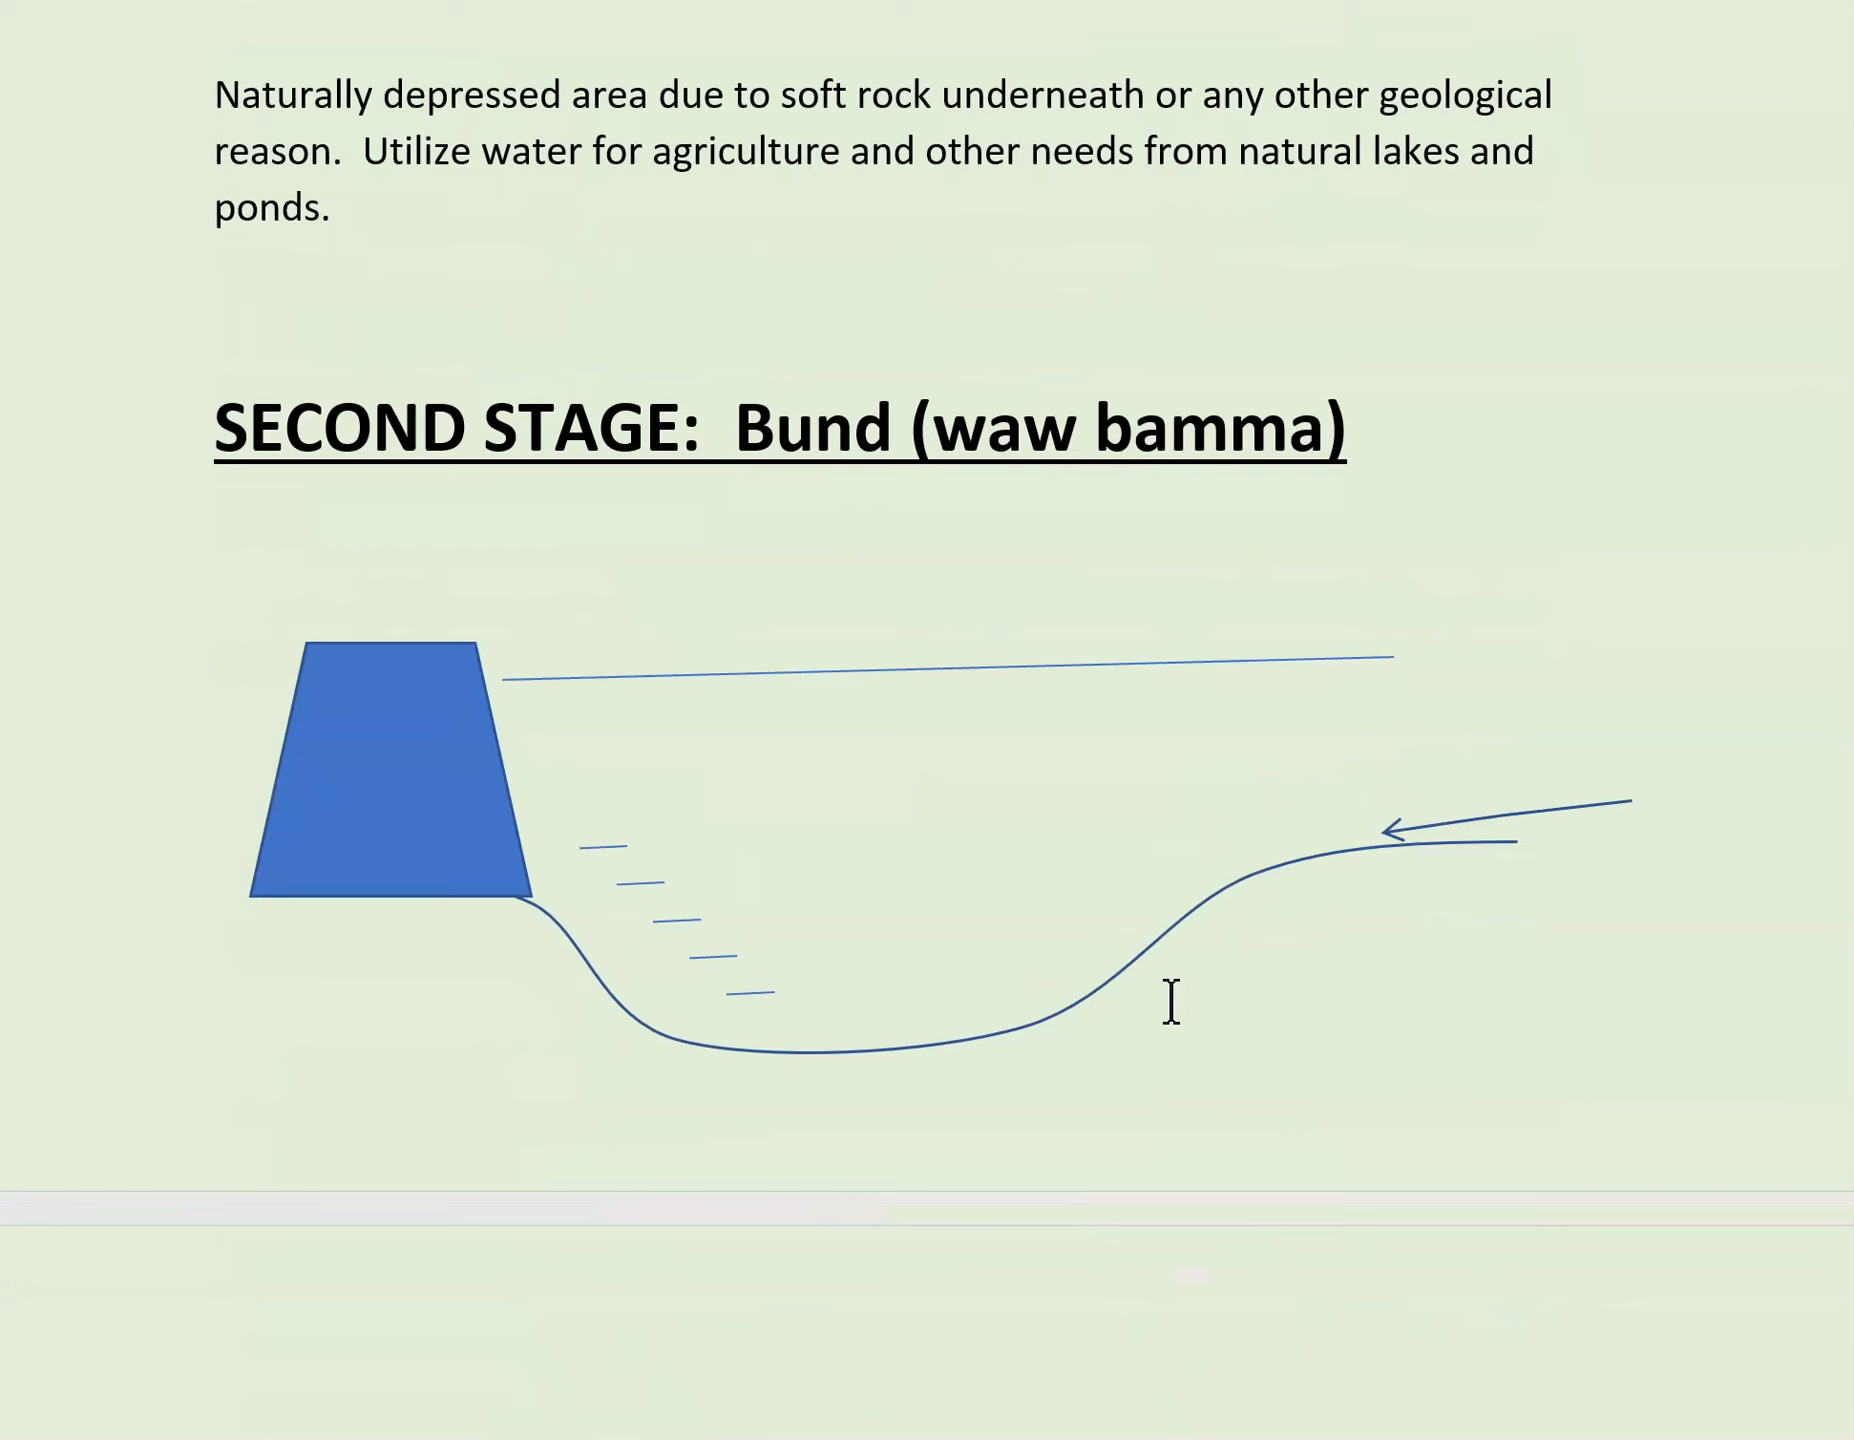 Naturally depressed area due to soft rock underneath or any other geological
reason.  Utilize water for agriculture and other needs from natural lakes and
ponds.
SECOND STAGE:  Bund (waw bamma)